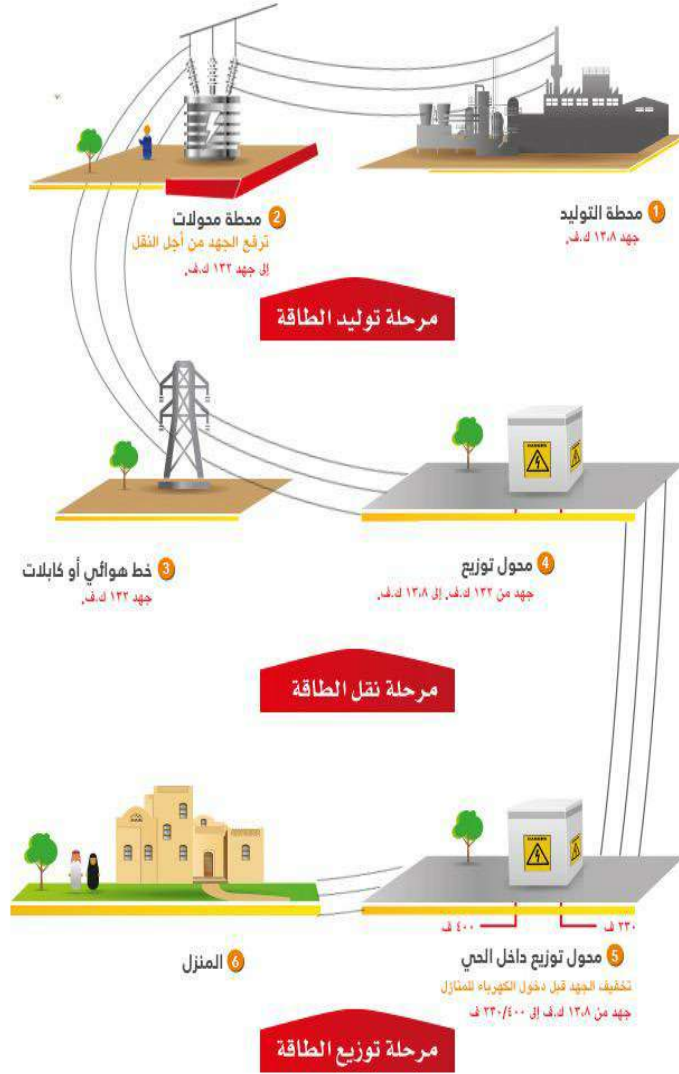 1 محطة التوليد
جهد ١٣،٨ ك.ف.
2 محطة محولات
ترفع الجهد من أجل النقل
إلى جهد ١٣٢ ك.ف.
مرحلة توليد الطاقة
DANGER
4 محول توزيع
جهد من ١٣٢ ك.ف. إلى ١٣،٨ ك.ف.
3 خط هوائي أو كابلات
جهد ١٣٢ ك.ف.
مرحلة نقل الطاقة
DANGER
٢٣٠ ف
٤٠٠ ف
5 محول توزيع داخل الحي
تخفيف الجهد قبل دخول الكهرباء للمنازل
جهد من ١٣،٨ ك.ف إلى ٢٣٠/٤٠٠ ف
6 المنزل
مرحلة توزيع الطاقة